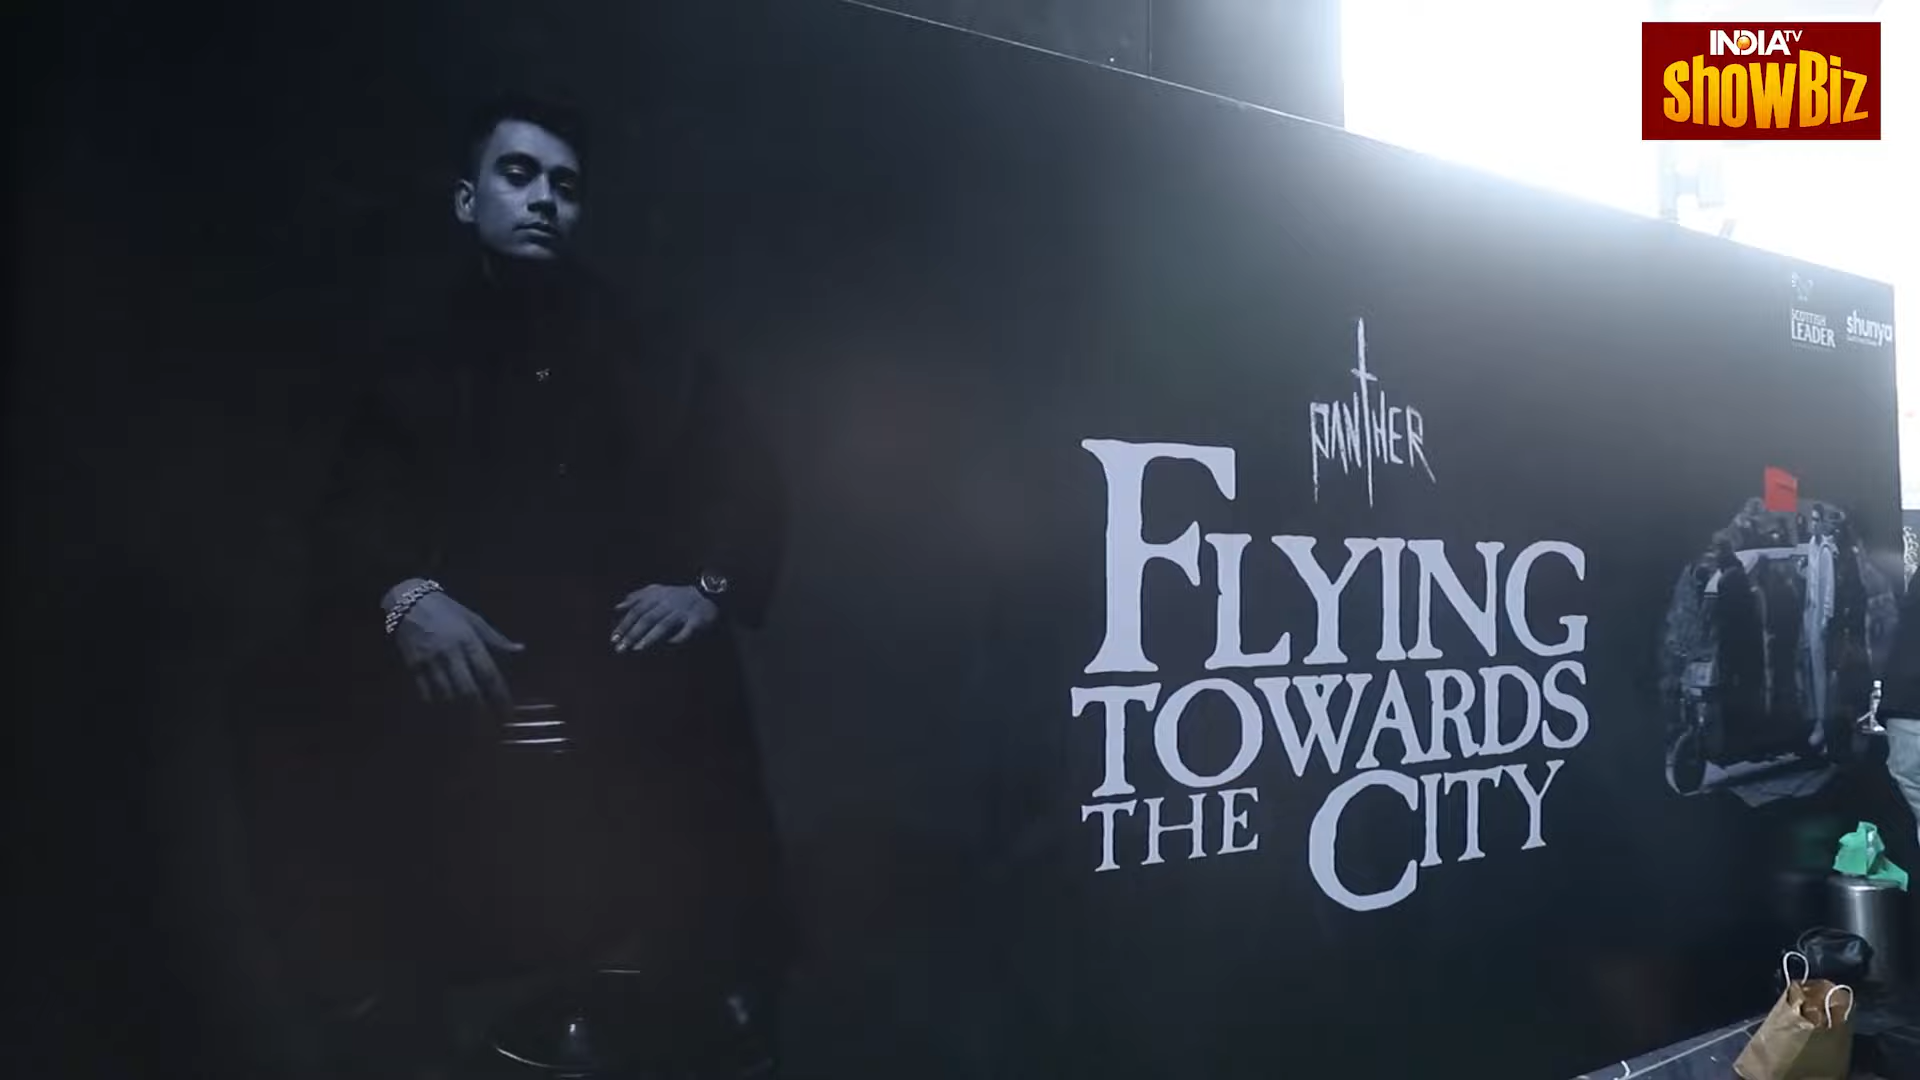 INDIA TV
ShowBiz
SCOTTISH
LEADER
shunya
PANTHER
FLYING
TOWARDS
THE CITY